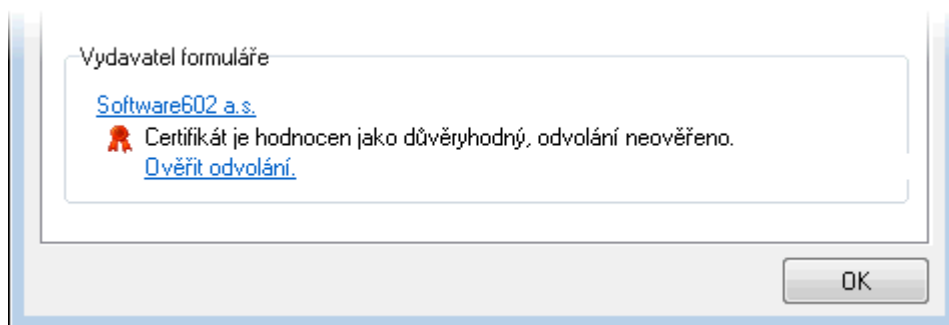 Vydavatel formuláře
Software602 a.s.
Certifikát je hodnocen jako důvěryhodný, odvolání neověřeno.
Ověřit odvolání.
OK